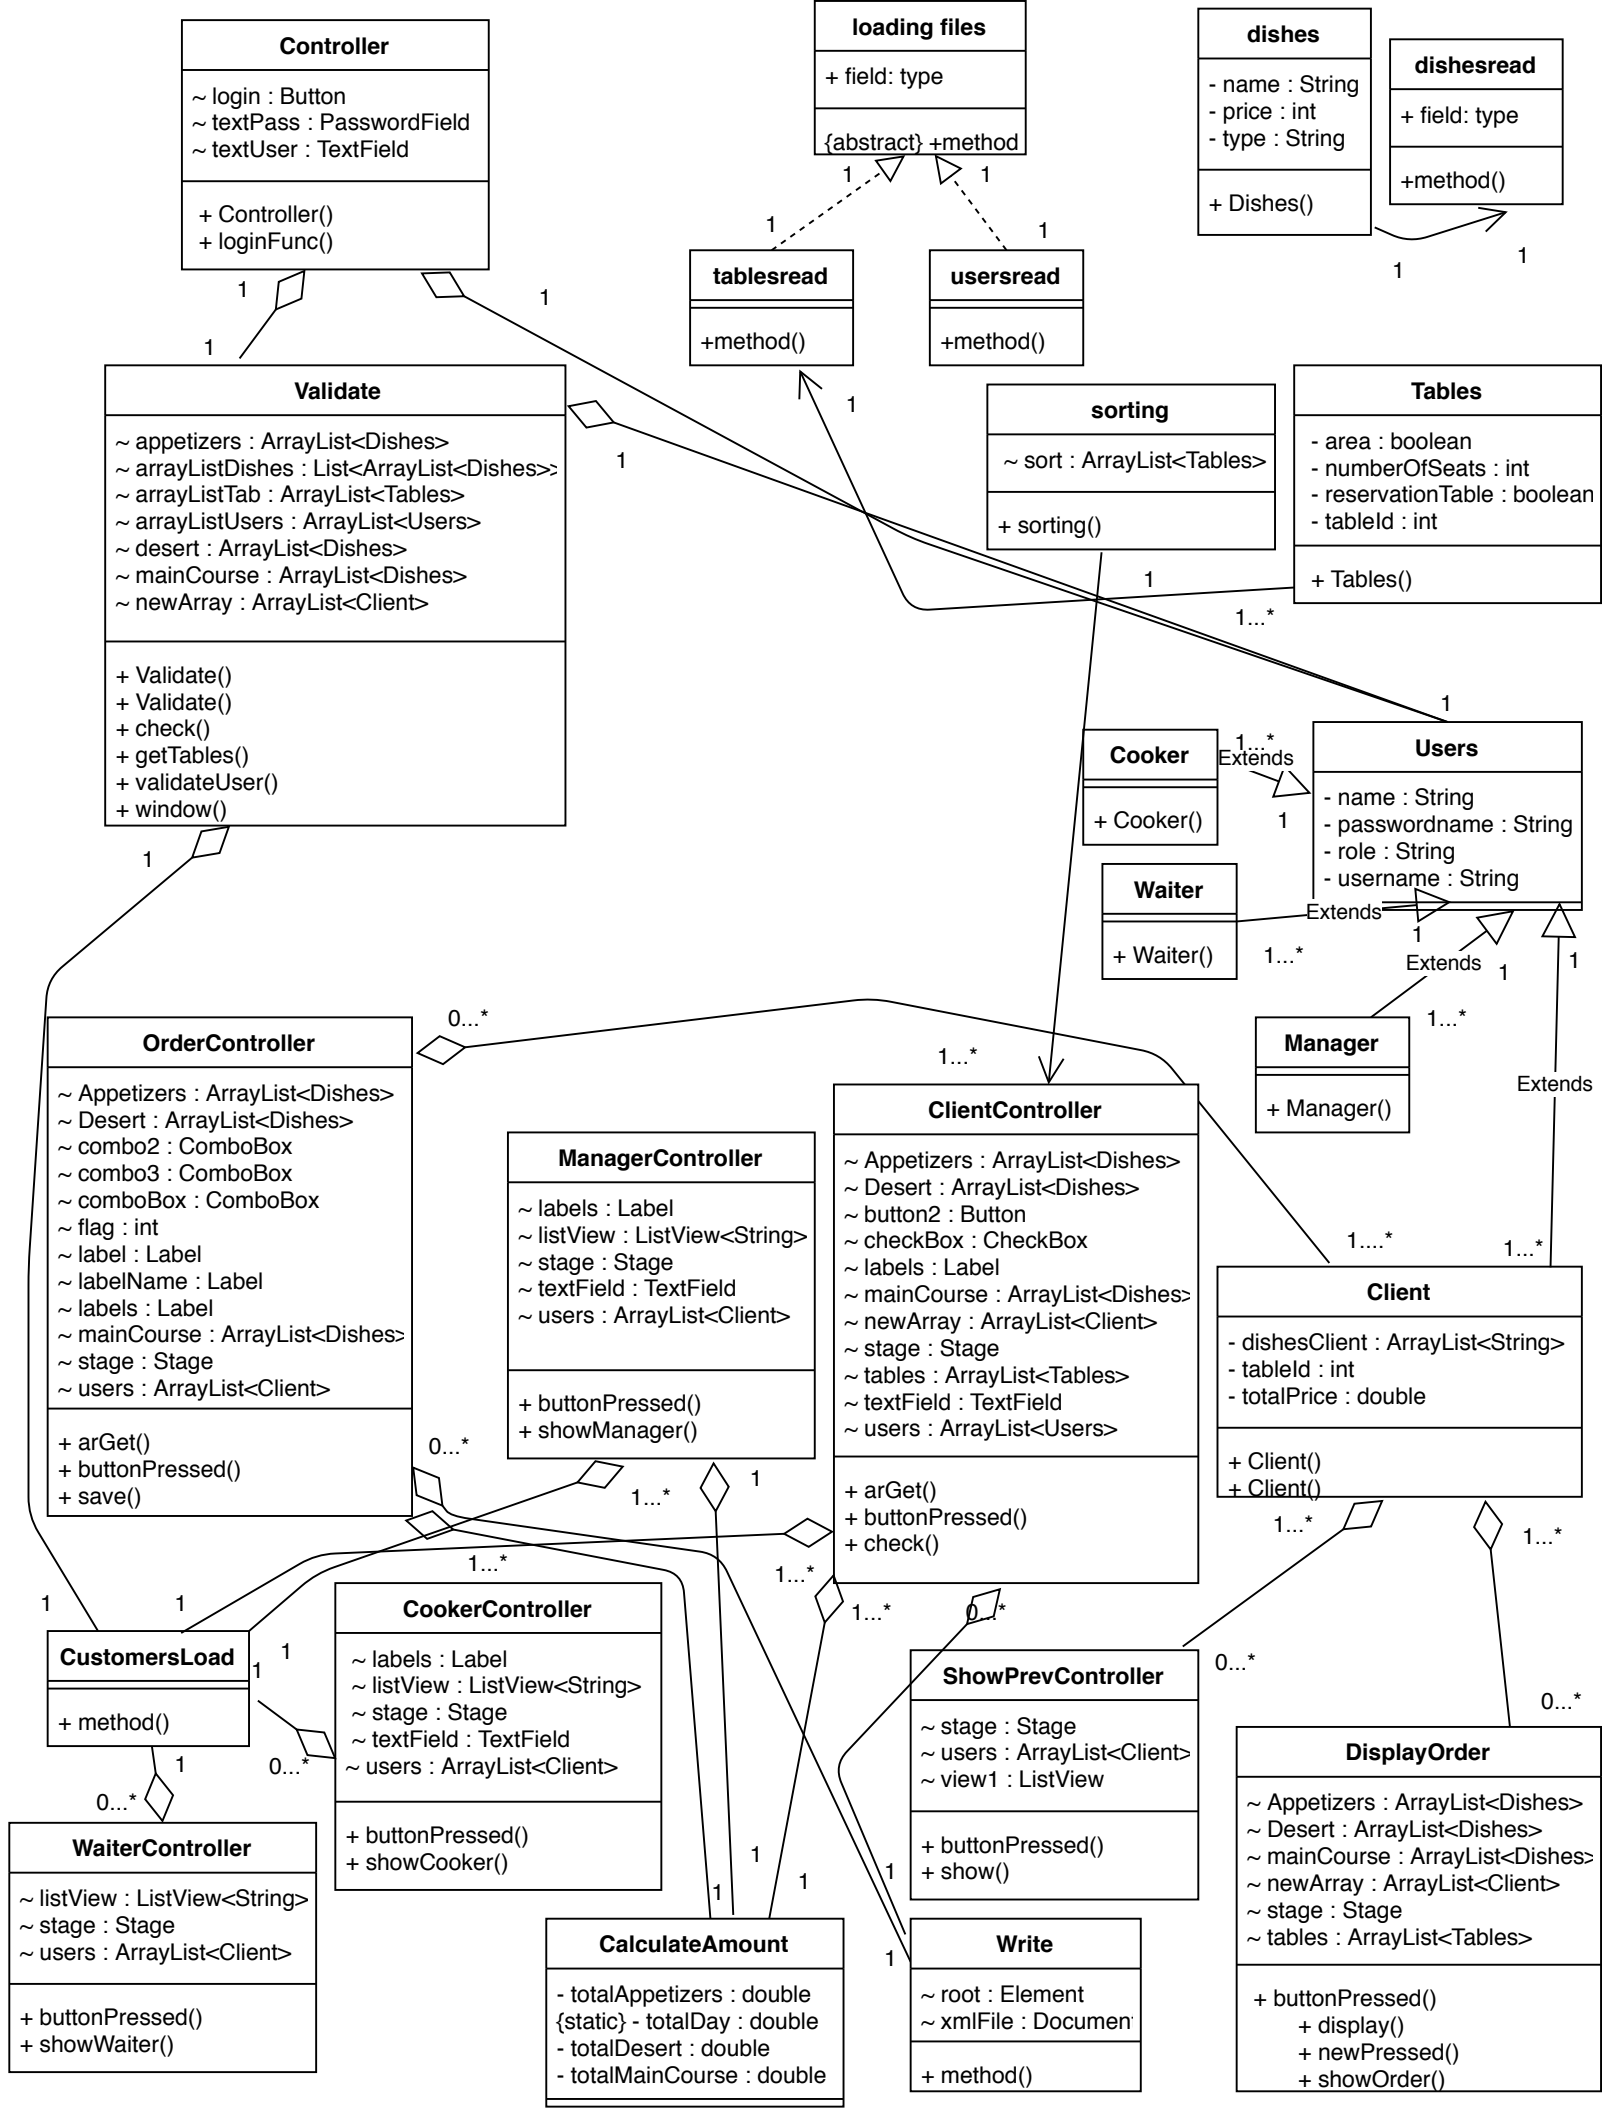 Controller
~ login : Button
~ textPass : PasswordField
~ textUser : TextField
+ Controller()
+ loginFunc()
loading files
+ field: type
{abstract} +method
dishes
- name : String
- price : int
- type : String
+ Dishes()
dishesread
+ field: type
+method()
1
1
1
1
1
1
tablesread
+method()
usersread
+method()
1
1
1
1
1
1
Validate
~ appetizers : ArrayList<Dishes>
~ arrayListDishes : List<ArrayList<Dishes>>
~ arrayListTab : ArrayList<Tables>
~ arrayListUsers : ArrayList<Users>
~ desert : ArrayList<Dishes>
~ mainCourse : ArrayList<Dishes>
~ newArray : ArrayList<Client>
+ Validate()
+ Validate()
+ check()
+ getTables()
+ validateUser()
+ window()
sorting
~ sort : ArrayList<Tables>
+ sorting()
Tables
- area : boolean
- numberOfSeats : int
- reservationTable : boolean
- tableId : int
+ Tables()
1
1...*
1
1...*
Cooker
+ Cooker()
Extends
1
Users
- name : String
- passwordname : String
- role : String
- username : String
Waiter
+ Waiter()
Extends
1
1...*
Extends
1
1
1...*
Manager
+ Manager()
Extends
1
0...*
1...*
OrderController
~ Appetizers : ArrayList<Dishes>
~ Desert : ArrayList<Dishes>
~ combo2 : ComboBox
~ combo3 : ComboBox
~ comboBox : ComboBox
~ flag : int
~ label : Label
~ labelName : Label
~ labels : Label
~ mainCourse : ArrayList<Dishes>
~ stage : Stage
~ users : ArrayList<Client>
+ arGet()
+ buttonPressed()
+ save()
ManagerController
~ labels : Label
~ listView : ListView<String>
~ stage : Stage
~ textField : TextField
~ users : ArrayList<Client>
+ buttonPressed()
+ showManager()
ClientController
~ Appetizers : ArrayList<Dishes>
~ Desert : ArrayList<Dishes>
~ button2 : Button
~ checkBox : CheckBox
~ labels : Label
~ mainCourse : ArrayList<Dishes>
~ newArray : ArrayList<Client>
~ stage : Stage
~ tables : ArrayList<Tables>
~ textField : TextField
~ users : ArrayList<Users>
+ arGet()
+ buttonPressed()
+ check()
1....*
1...*
Client
- dishesClient : ArrayList<String>
- tableId : int
- totalPrice : double
+ Client()
+ Client()
0...*
1...*
1
1...*
1...*
1...*
0...*
1...*
1...*
0...*
0...*
1
1
1
1
CustomersLoad
+ method()
1
0...*
0...*
CookerController
~ labels : Label
~ listView : ListView<String>
~ stage : Stage
~ textField : TextField
~ users : ArrayList<Client>
+ buttonPressed()
+ showCooker()
ShowPrevController
~ stage : Stage
~ users : ArrayList<Client>
~ view1 : ListView
+ buttonPressed()
+ show()
DisplayOrder
~ Appetizers : ArrayList<Dishes>
~ Desert : ArrayList<Dishes>
~ mainCourse : ArrayList<Dishes>
~ newArray : ArrayList<Client>
~ stage : Stage
~ tables : ArrayList<Tables>
+ buttonPressed()
+ display()
+ newPressed()
+ showOrder()
WaiterController
~ listView : ListView<String>
~ stage : Stage
~ users : ArrayList<Client>
+ buttonPressed()
+ showWaiter()
1
1
1
1
1
CalculateAmount
- totalAppetizers : double
{static} - totalDay : double
- totalDesert : double
- totalMainCourse : double
Write
~ root : Element
~ xmlFile : Document
+ method()